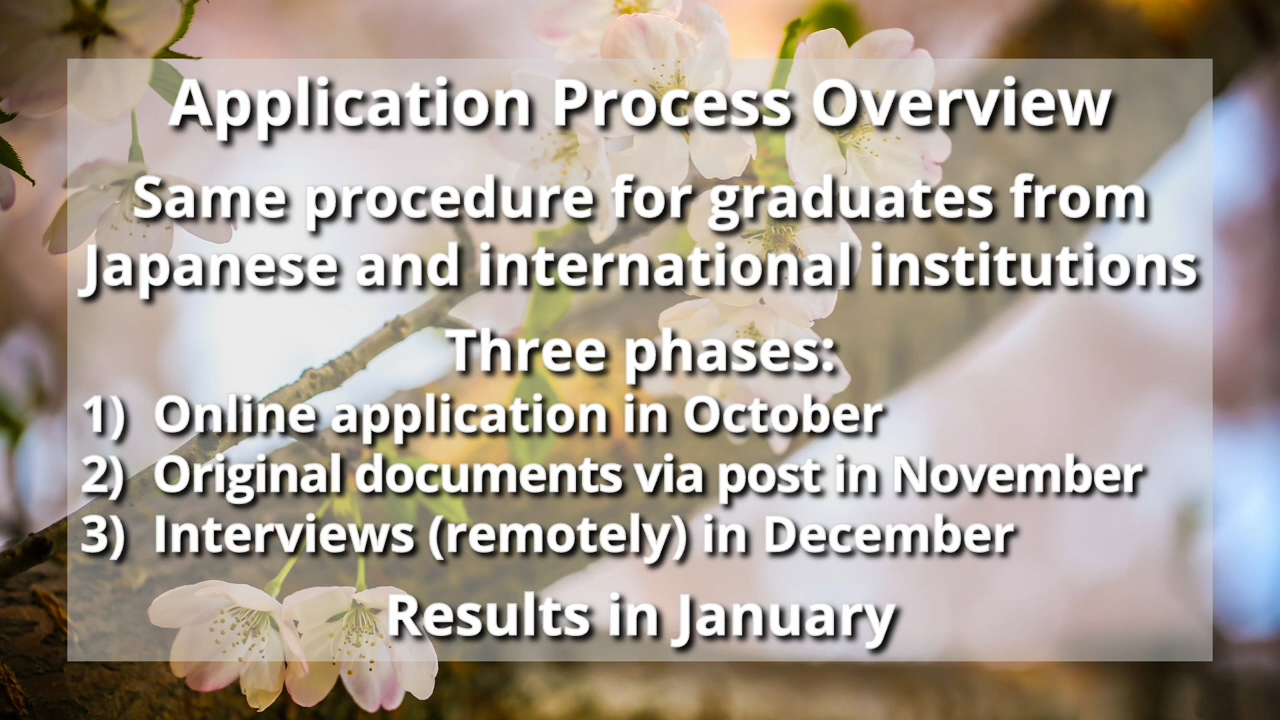 Application Process Overview
Same procedure for graduates from
Japanese and international institutions
Three phases:
1) Online application in October
2) Original documents via post in November
3) Interviews (remotely) in December
Results in January